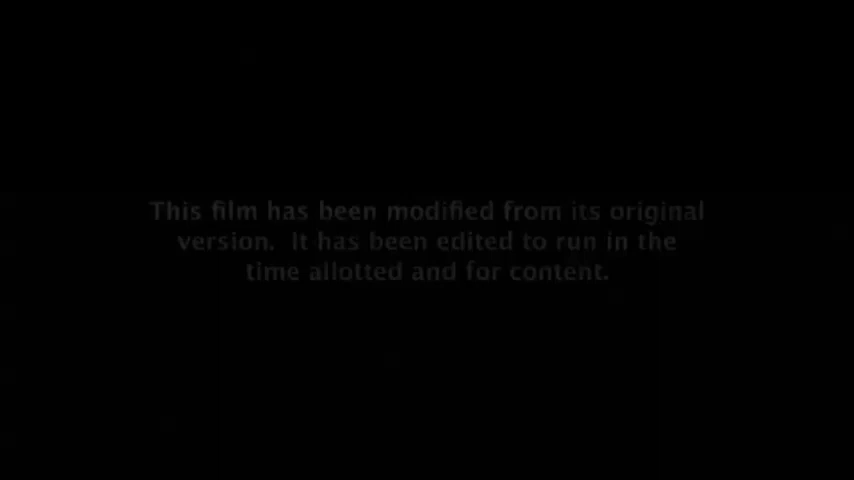 This film has been modified from its original
version.  It has been edited to run in the
time allotted and for content.